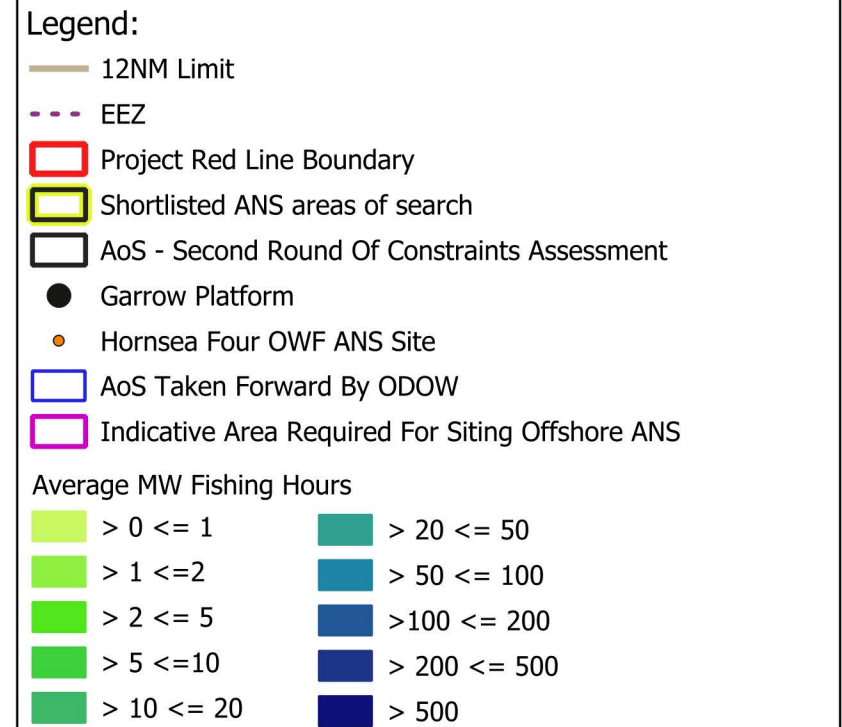 Legend:
12NM Limit
EEZ
Project Red Line Boundary
Shortlisted ANS areas of search
AoS - Second Round Of Constraints Assessment
Garrow Platform
Hornsea Four OWF ANS Site
AoS Taken Forward By ODOW
Indicative Area Required For Siting Offshore ANS
Average MW Fishing Hours
> 0 <= 1
> 1 <=2
> 2 <= 5
> 5 <=10
> 10 <= 20
> 20 <= 50
> 50 <= 100
>100 <= 200
> 200 <= 500
> 500